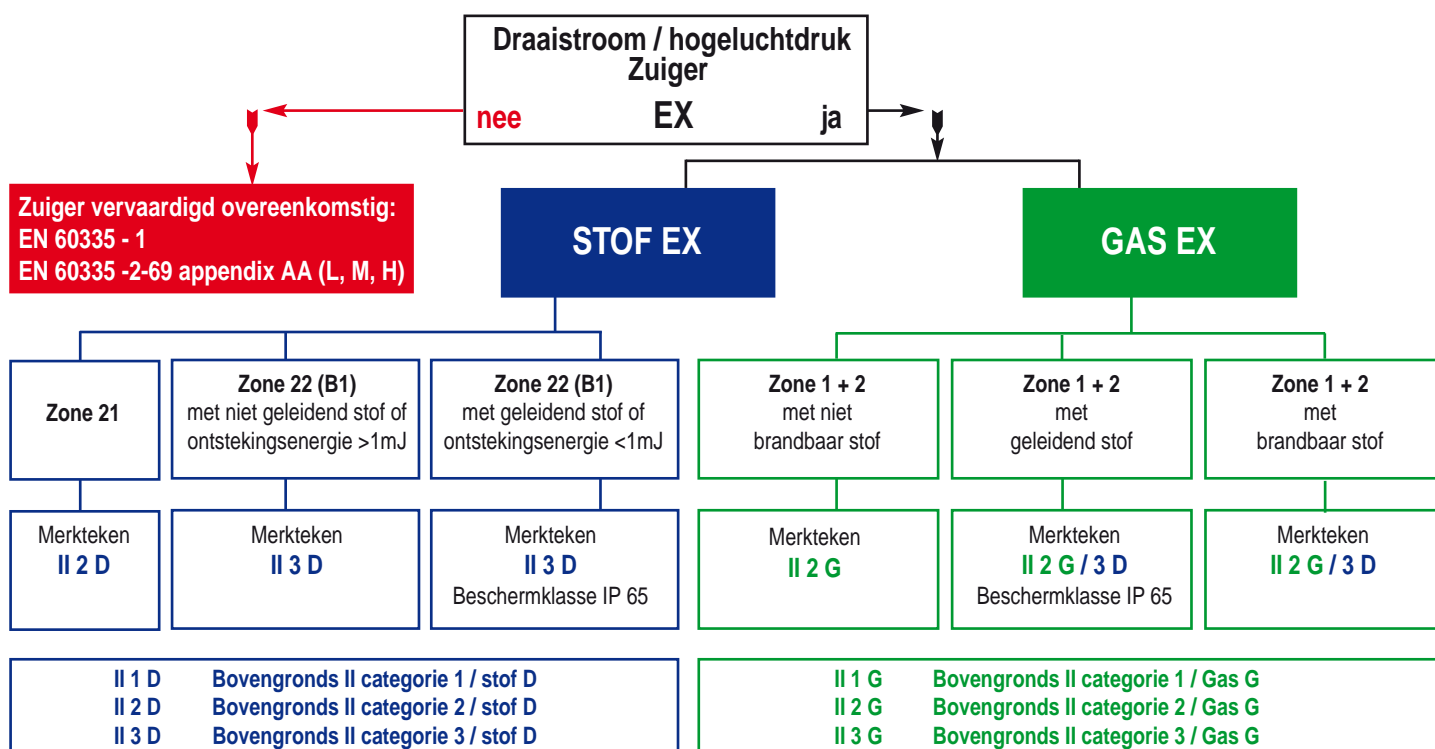 Draaistroom / hogeluchtdruk
Zuiger
nee EX ja
Zuiger vervaardigd overeenkomstig:
EN 60335 - 1
EN 60335 -2-69 appendix AA (L, M, H)
STOF EX
GAS EX
Zone 21
Zone 22 (B1)
met niet geleidend stof of
ontstekingsenergie >1mJ
Zone 22 (B1)
met geleidend stof of
ontstekingsenergie <1mJ
Zone 1 + 2
met niet
brandbaar stof
Zone 1 + 2
met
geleidend stof
Zone 1 + 2
met
brandbaar stof
Merkteken
II 2 D
Merkteken
II 3 D
Merkteken
II 3 D
Beschermklasse IP 65
Merkteken
II 2 G
Merkteken
II 2 G / 3 D
Beschermklasse IP 65
Merkteken
II 2 G / 3 D
II 1 D Bovengronds II categorie 1 / stof D
II 2 D Bovengronds II categorie 2 / stof D
II 3 D Bovengronds II categorie 3 / stof D
II 1 G Bovengronds II categorie 1 / Gas G
II 2 G Bovengronds II categorie 2 / Gas G
II 3 G Bovengronds II categorie 3 / Gas G